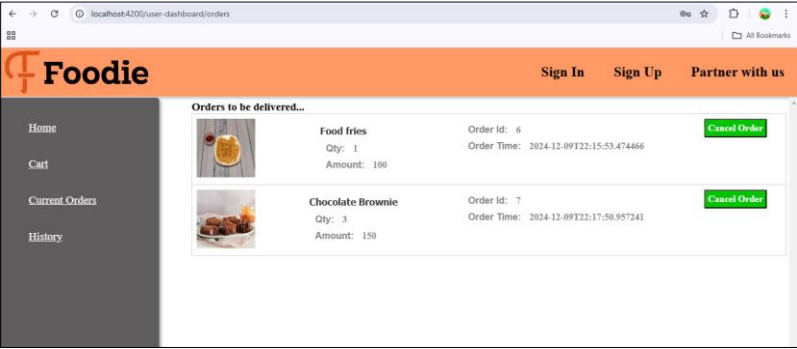 localhost:4200/user-dashboard/orders
All Bookmarks
Foodie
Sign In Sign Up Partner with us
Orders to be delivered...
Home
Cart
Current Orders
History
Food fries
Qty: 1
Amount: 100
Order Id: 6
Order Time: 2024-12-09T22:15:53.474466
Cancel Order
Chocolate Brownie
Qty: 3
Amount: 150
Order Id: 7
Order Time: 2024-12-09T22:17:50.957241
Cancel Order